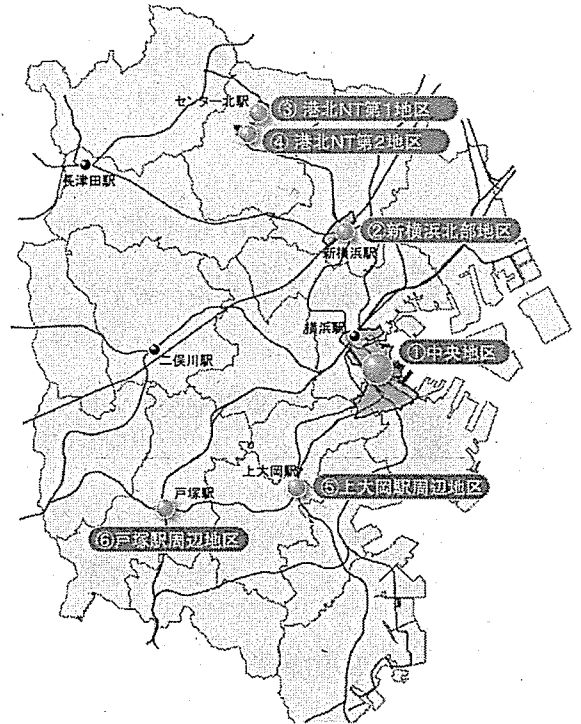 センター北駅
③港北NT第1地区
④港北NT第2地区
長津田駅
②新横浜北部地区
新横浜駅
横浜駅
①中央地区
二俣川駅
上大岡駅
⑤上大岡駅周辺地区
戸塚駅
⑥戸塚駅周辺地区